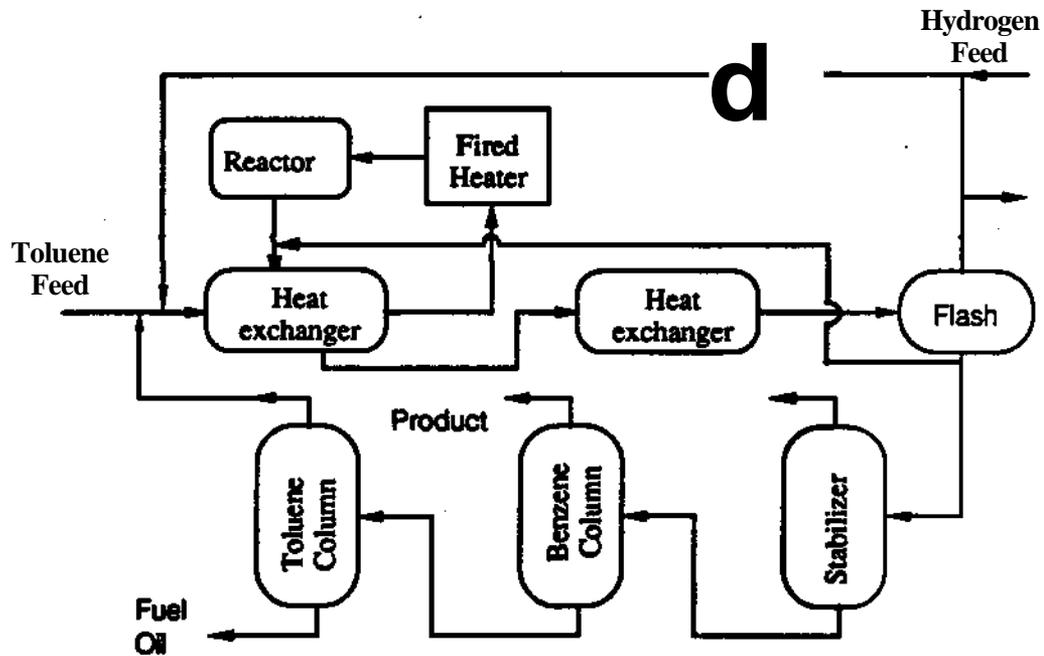 Hydrogen
Feed
d
Reactor
Fired
Heater
Toluene
Feed
Heat
exchanger
Heat
exchanger
Flash
Product
Toluene
Column
Benzene
Column
Stabilizer
Fuel
Oil